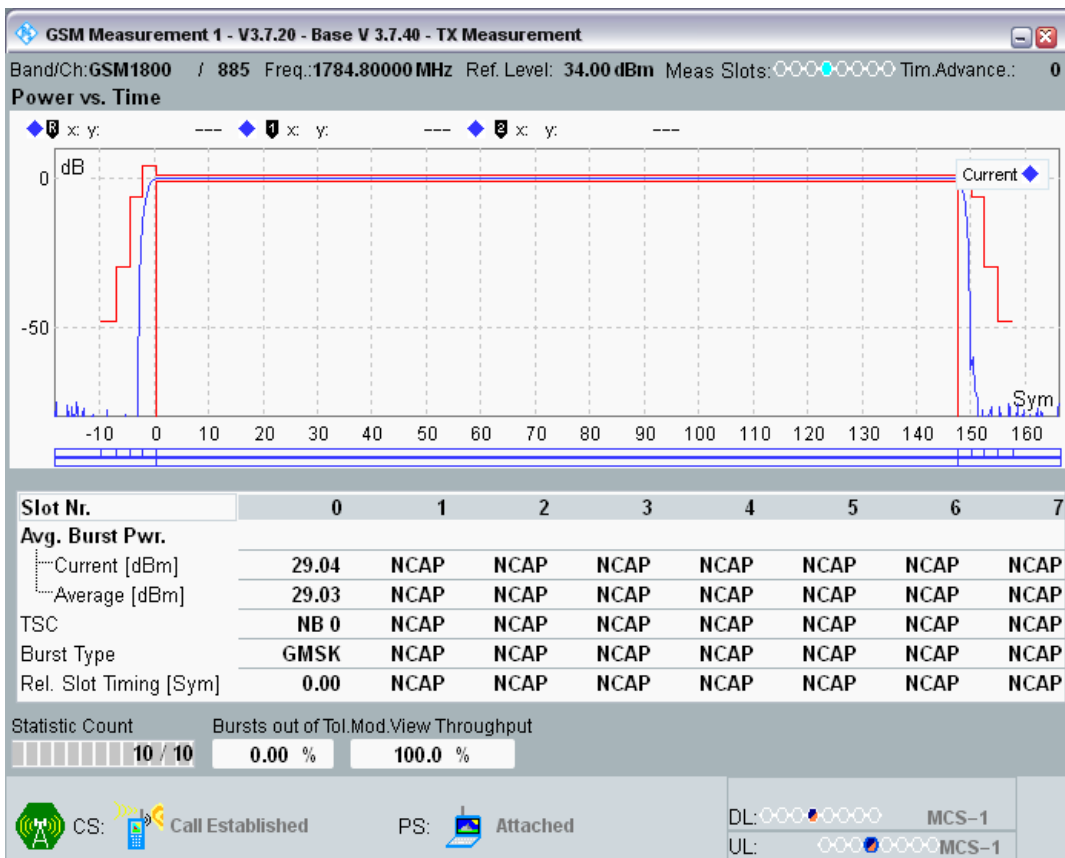 GSM Measurement 1 - V3.7.20 - Base V 3.7.40 - TX Measurement
Band/Ch:GSM1800 / 885 Freq.:1784.80000 MHz Ref. Level: 34.00 dBm Meas Slots: Tim.Advance.: 0
Power vs. Time
R x: y: --- 1 x: y: --- 2 x: y: ---
dB
Current
0
-50
Sym
-10 0 10 20 30 40 50 60 70 80 90 100 110 120 130 140 150 160
Slot Nr. 0 1 2 3 4 5 6 7
Avg. Burst Pwr.
Current [dBm] 29.04 NCAP NCAP NCAP NCAP NCAP NCAP NCAP
Average [dBm] 29.03 NCAP NCAP NCAP NCAP NCAP NCAP NCAP
TSC NB 0 NCAP NCAP NCAP NCAP NCAP NCAP NCAP
Burst Type GMSK NCAP NCAP NCAP NCAP NCAP NCAP NCAP
Rel. Slot Timing [Sym] 0.00 NCAP NCAP NCAP NCAP NCAP NCAP NCAP
Statistic Count Bursts out of Tol.Mod.View Throughput
10 / 10 0.00 % 100.0 %
CS: Call Established PS: Attached
DL: MCS-1
UL: MCS-1